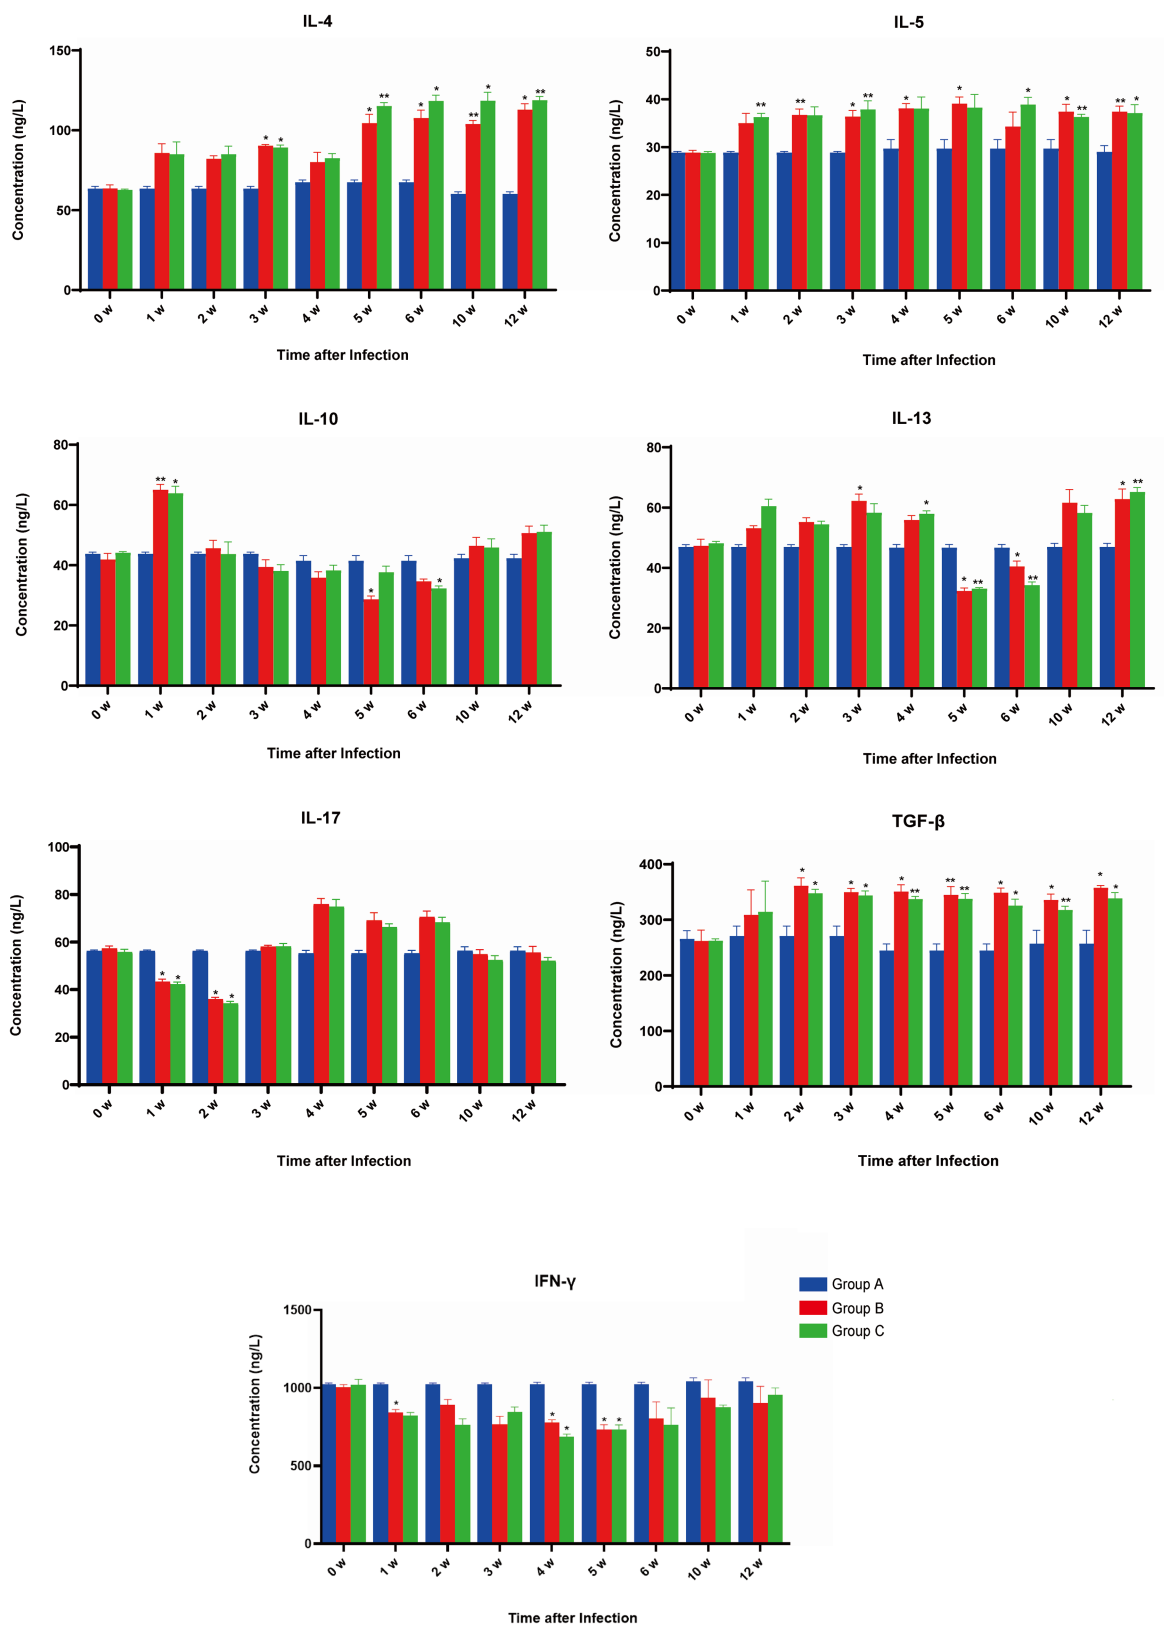 IL-4
150
100
50
0
Concentration (ng/L)
* * * ** * * ** * * **
0 w 1 w 2 w 3 w 4 w 5 w 6 w 10 w 12 w
Time after Infection
IL-5
50
40
30
20
10
0
Concentration (ng/L)
** ** * ** * * * * ** ** *
0 w 1 w 2 w 3 w 4 w 5 w 6 w 10 w 12 w
Time after Infection
IL-10
80
60
40
20
0
Concentration (ng/L)
** * * *
0 w 1 w 2 w 3 w 4 w 5 w 6 w 10 w 12 w
Time after Infection
IL-13
80
60
40
20
0
Concentration (ng/L)
* * * ** * ** * **
0 w 1 w 2 w 3 w 4 w 5 w 6 w 10 w 12 w
Time after Infection
IL-17
100
80
60
40
20
0
Concentration (ng/L)
* * * *
0 w 1 w 2 w 3 w 4 w 5 w 6 w 10 w 12 w
Time after Infection
TGF-β
400
300
200
100
0
Concentration (ng/L)
* * * * * ** ** ** * * * ** * *
0 w 1 w 2 w 3 w 4 w 5 w 6 w 10 w 12 w
Time after Infection
IFN-γ
1500
1000
500
0
Concentration (ng/L)
* * * * *
0 w 1 w 2 w 3 w 4 w 5 w 6 w 10 w 12 w
Time after Infection
Group A
Group B
Group C